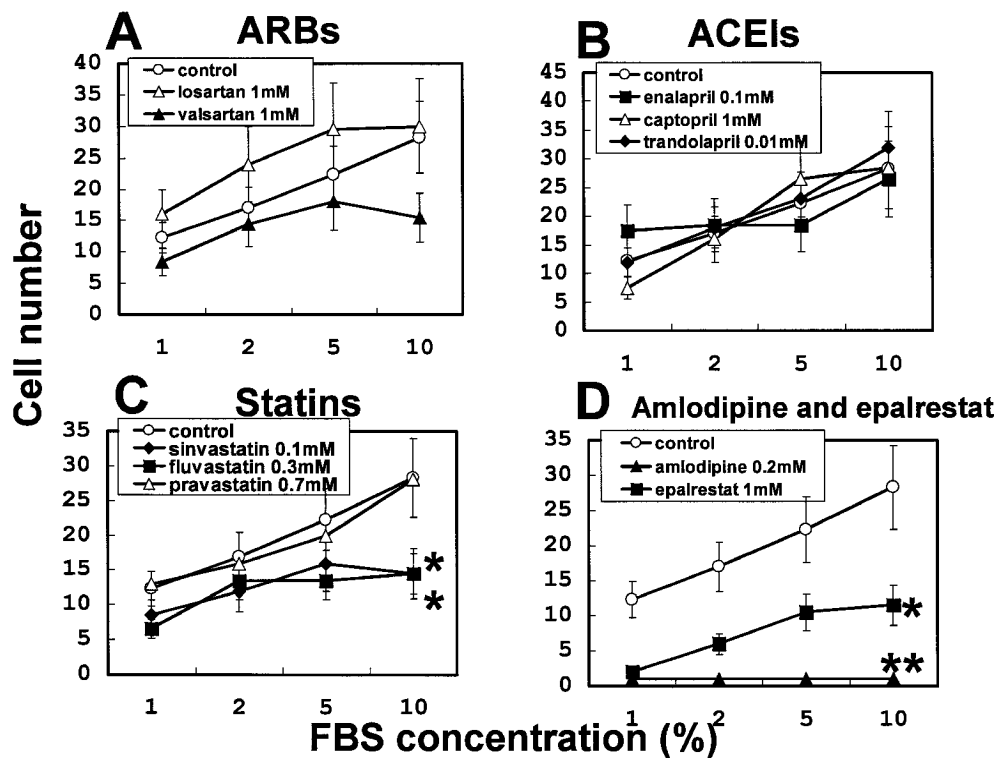 A ARBs
control
losartan 1mM
valsartan 1mM
40
35
30
25
20
15
10
5
0
1 2 5 10
B ACEIs
control
enalapril 0.1mM
captopril 1mM
trandolapril 0.01mM
45
40
35
30
25
20
15
10
5
0
1 2 5 10
Cell number
C Statins
control
sinvastatin 0.1mM
fluvastatin 0.3mM
pravastatin 0.7mM
35
30
25
20
15
10
5
0
*
*
1 2 5 10
D Amlodipine and epalrestat
control
amlodipine 0.2mM
epalrestat 1mM
35
30
25
20
15
10
5
0
*
**
1 2 5 10
FBS concentration (%)